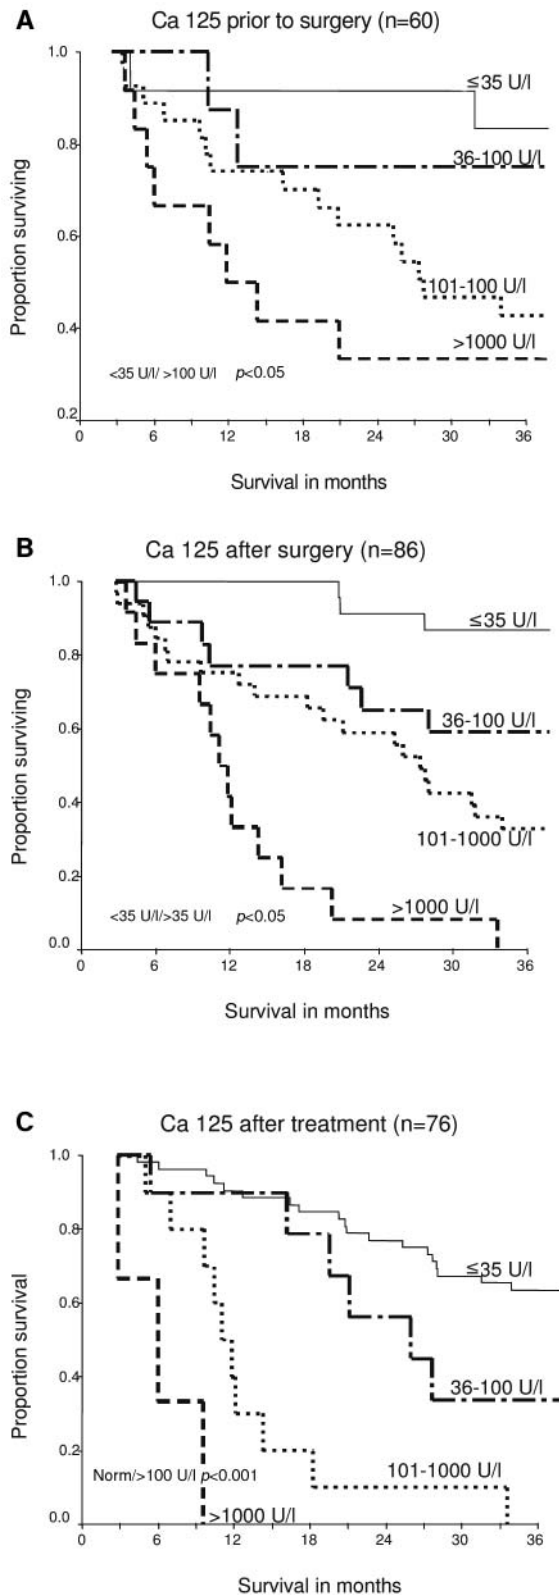 A
Ca 125 prior to surgery (n=60)
1.0
≤35 U/l
0.8
36-100 U/l
Proportion surviving
0.6
101-100 U/l
0.4
>1000 U/l
<35 U/l/ >100 U/l p<0.05
0.2
0 6 12 18 24 30 36
Survival in months
B
Ca 125 after surgery (n=86)
1.0
≤35 U/l
0.8
Proportion surviving
36-100 U/l
0.6
0.4
101-1000 U/l
0.2
>1000 U/l
<35 U/l/>35 U/l p<0.05
0.0
0 6 12 18 24 30 36
Survival in months
C
Ca 125 after treatment (n=76)
1.0
0.8
≤35 U/l
Proportion survival
0.6
36-100 U/l
0.4
0.2
101-1000 U/l
Norm/>100 U/l p<0.001
>1000 U/l
0.0
0 6 12 18 24 30 36
Survival in months